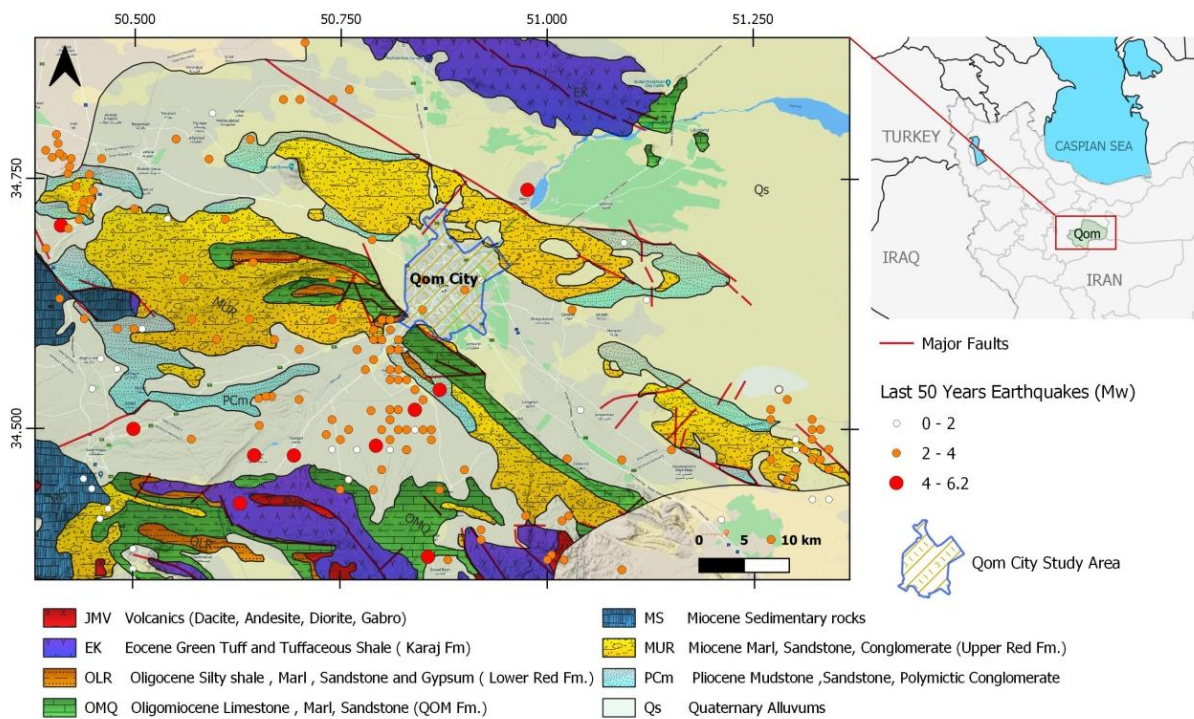 50.500 50.750 51.000 51.250
34.750
34.500
EK
Qs
Qom City
MUR
PCm
OMQ
OLR
0 5 10 km
TURKEY
CASPIAN SEA
IRAQ
Qom
IRAN
Major Faults
Last 50 Years Earthquakes (Mw)
0 - 2
2 - 4
4 - 6.2
Qom City Study Area
JMV Volcanics (Dacite, Andesite, Diorite, Gabro)
EK Eocene Green Tuff and Tuffaceous Shale ( Karaj Fm)
OLR Oligocene Silty shale , Marl , Sandstone and Gypsum ( Lower Red Fm.)
OMQ Oligomiocene Limestone , Marl, Sandstone (QOM Fm.)
MS Miocene Sedimentary rocks
MUR Miocene Marl, Sandstone, Conglomerate (Upper Red Fm.)
PCm Pliocene Mudstone ,Sandstone, Polymictic Conglomerate
Qs Quaternary Alluvums